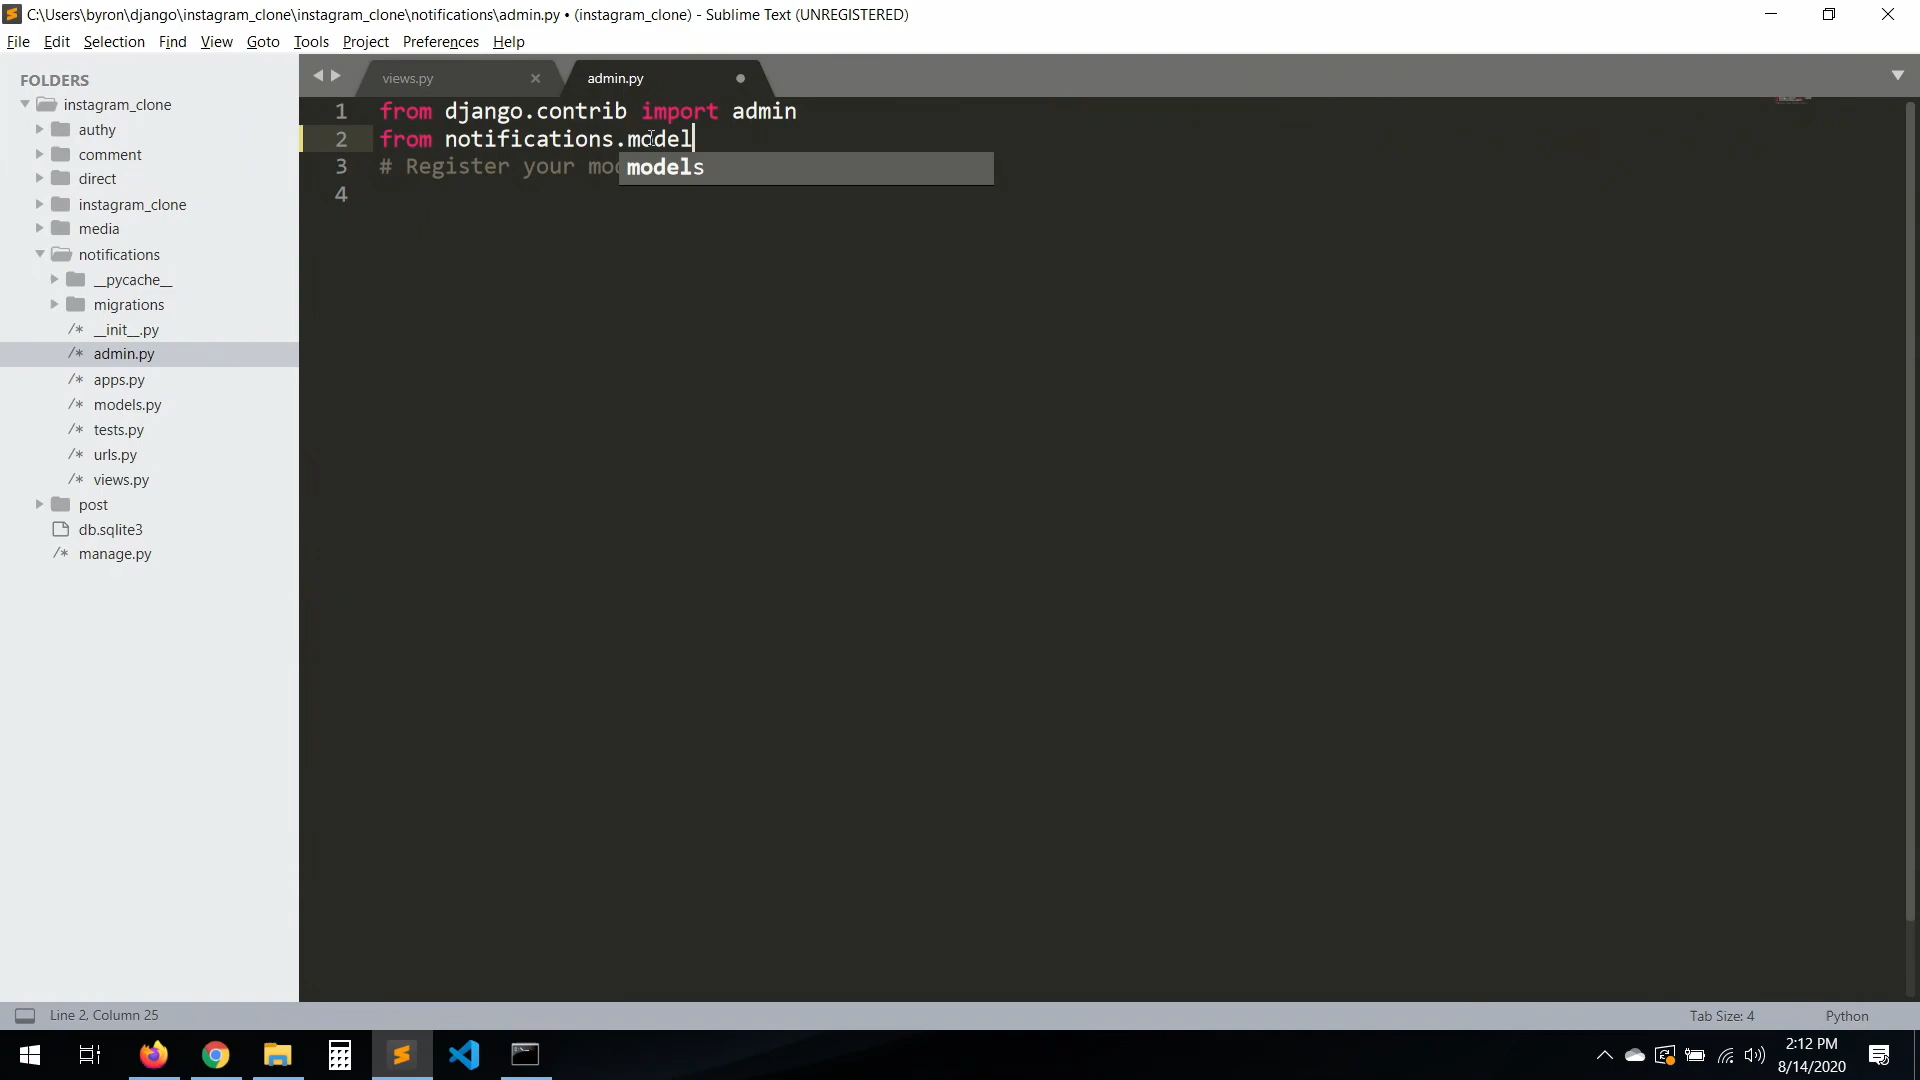 C:\Users\byron\django\instagram_clone\instagram_clone\notifications\admin.py • (instagram_clone) - Sublime Text (UNREGISTERED)
File Edit Selection Find View Goto Tools Project Preferences Help
FOLDERS
instagram_clone
authy
comment
direct
instagram_clone
media
notifications
__pycache__
migrations
/* __init__.py
/* admin.py
/* apps.py
/* models.py
/* tests.py
/* urls.py
/* views.py
post
db.sqlite3
/* manage.py
views.py
admin.py
1 from django.contrib import admin
2 from notifications.model
3 # Register your mo
models
4
Line 2, Column 25
Tab Size: 4
Python
2:12 PM
8/14/2020